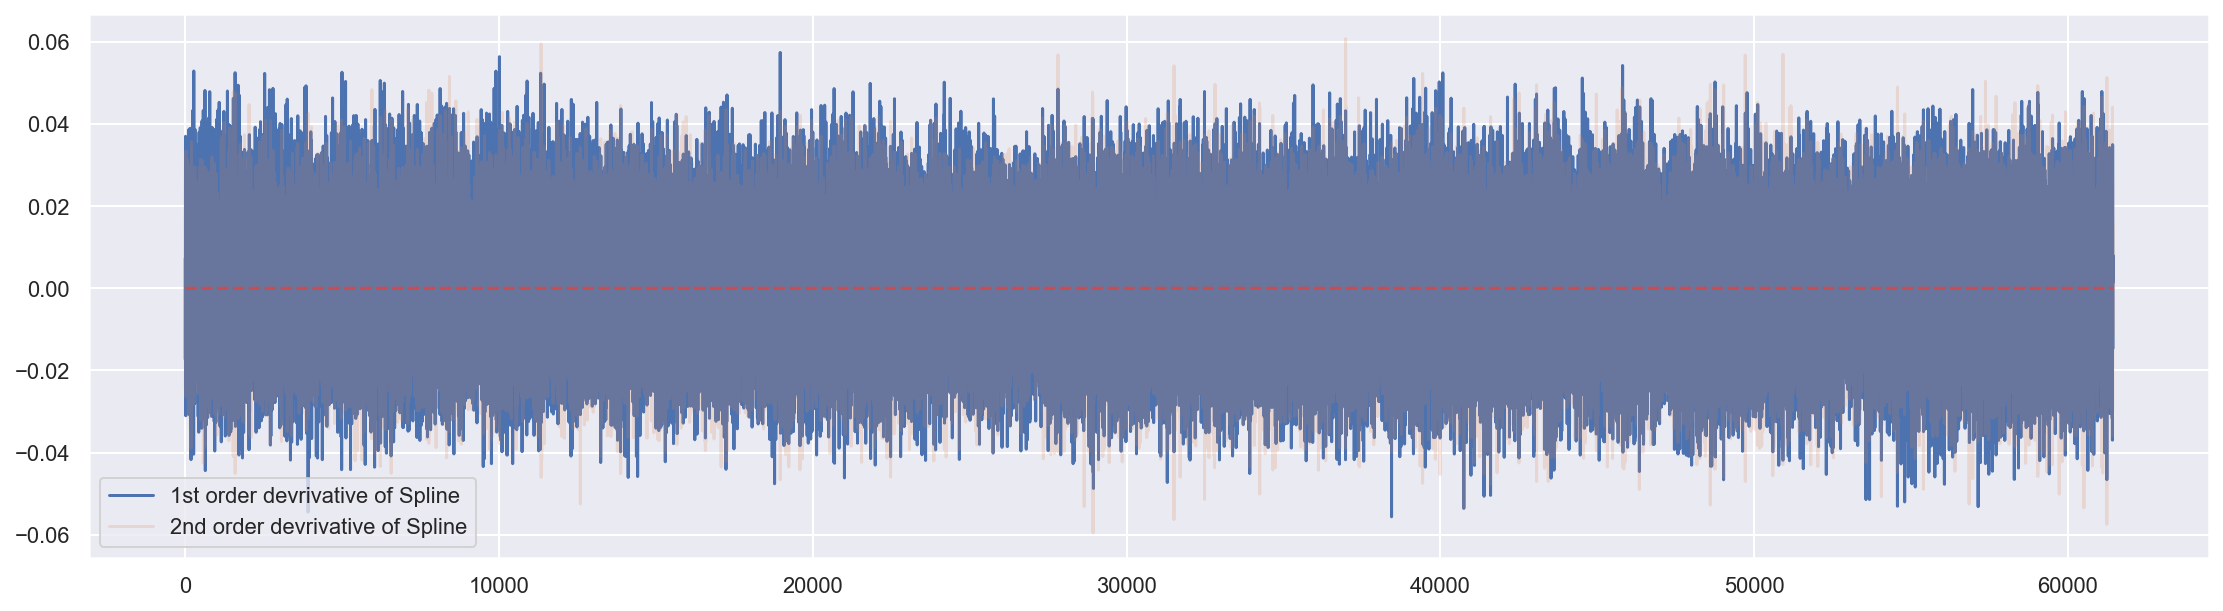 0.06
0.04
0.02
0.00
−0.02
−0.04
−0.06
1st order devrivative of Spline
2nd order devrivative of Spline
0 10000 20000 30000 40000 50000 60000